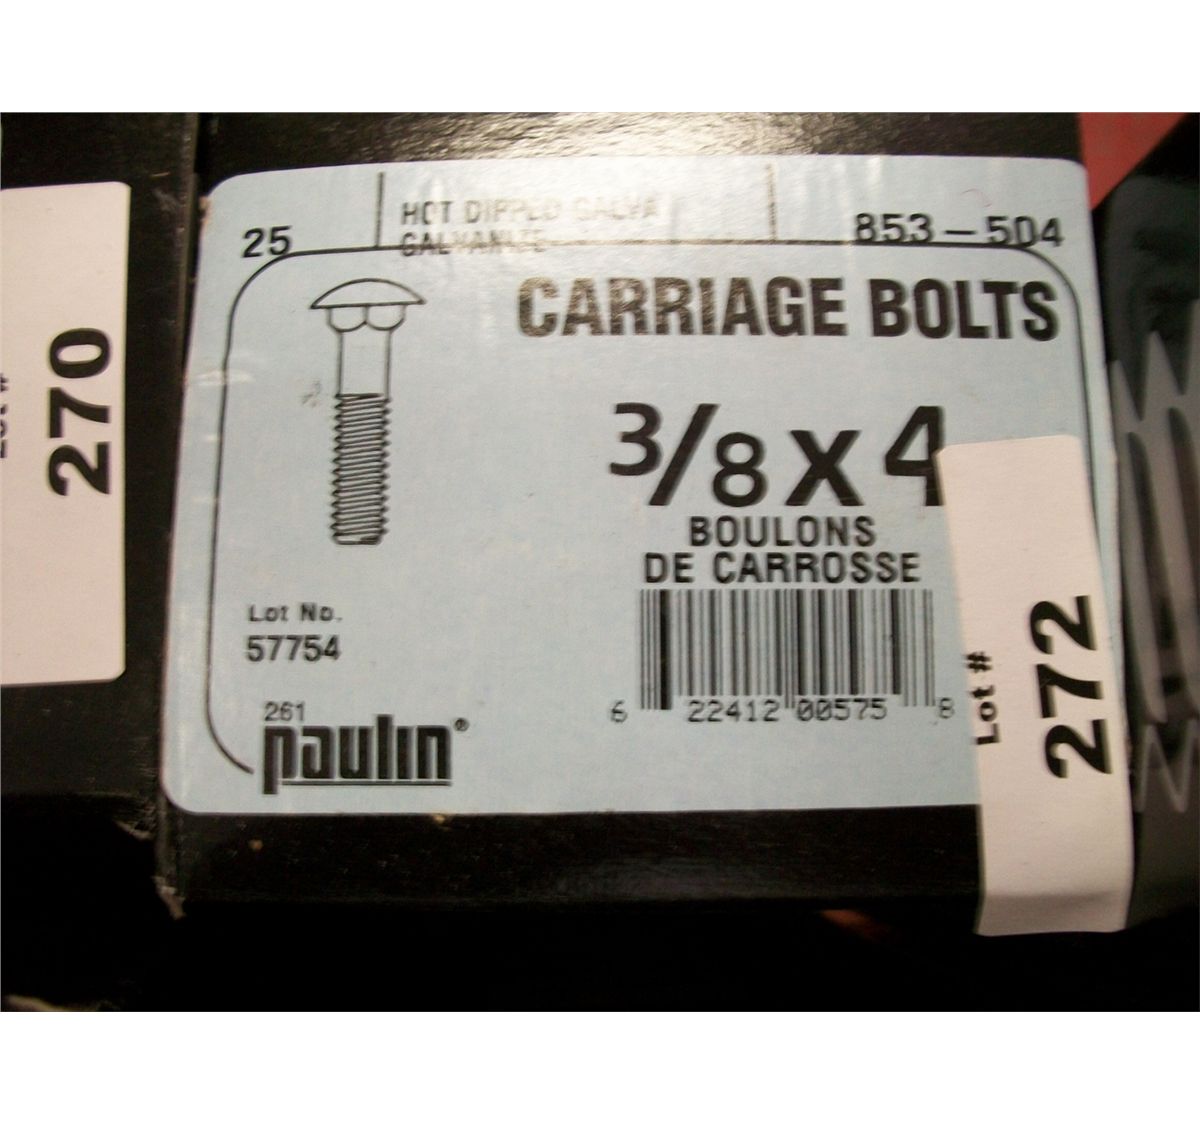 270
25
HOT DIPPED GALVA
GALVANIZE
853-504
CARRIAGE BOLTS
3/8 X 4
BOULONS
DE CARROSSE
Lot No.
57754
261
paulin®
6 22412 00575 8
Lot #
272